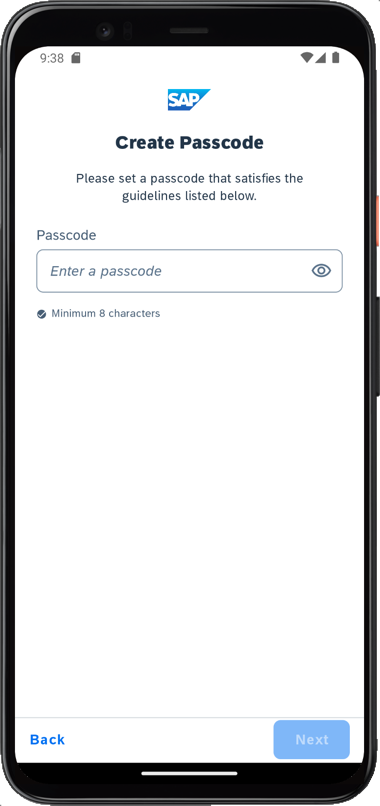 9:38
SAP
Create Passcode
Please set a passcode that satisfies the
guidelines listed below.
Passcode
Enter a passcode
Minimum 8 characters
Back
Next